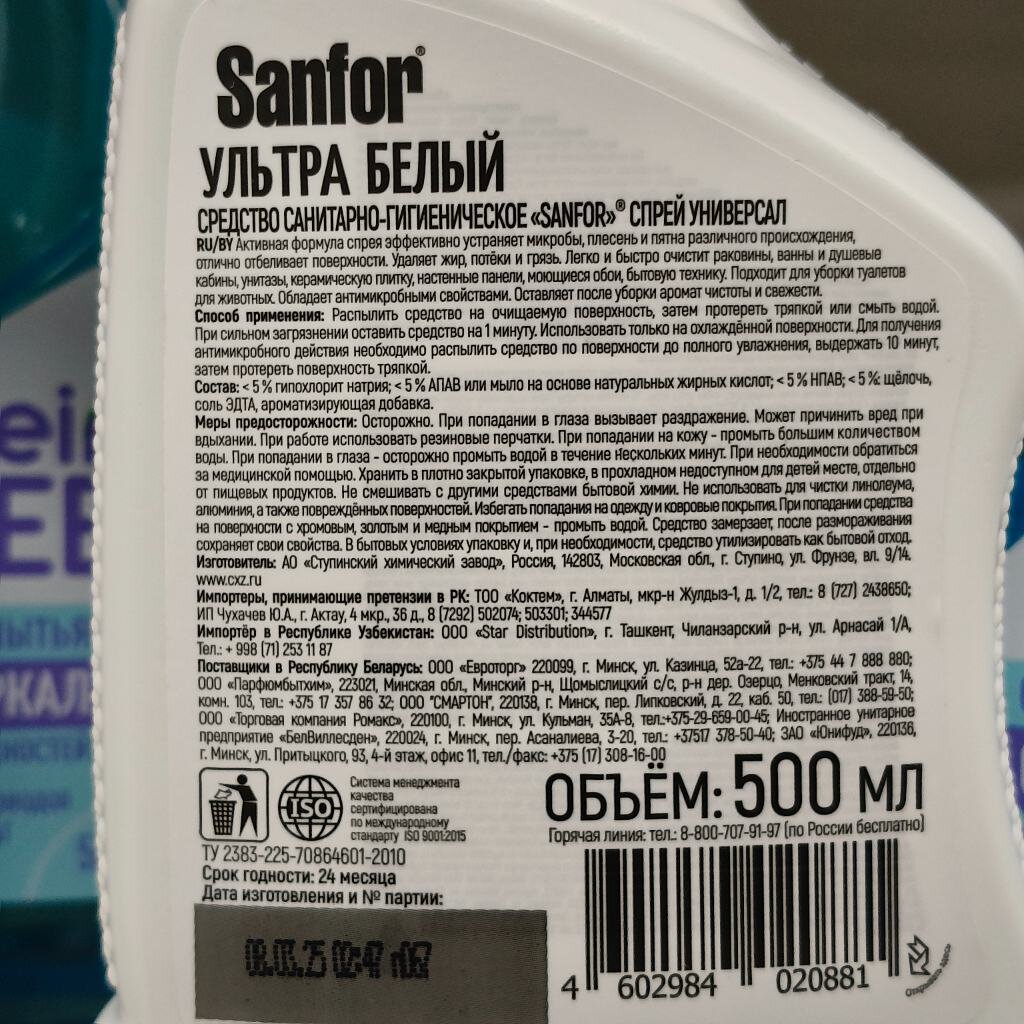 Sanfor®
УЛЬТРА БЕЛЫЙ
СРЕДСТВО САНИТАРНО-ГИГИЕНИЧЕСКОЕ «SANFOR»® СПРЕЙ УНИВЕРСАЛ
RU/BY Активная формула спрея эффективно устраняет микробы, плесень и пятна различного происхождения,
отлично отбеливает поверхности. Удаляет жир, потёки и грязь. Легко и быстро очистит раковины, ванны и душевые
кабины, унитазы, керамическую плитку, настенные панели, моющиеся обои, бытовую технику. Подходит для уборки туалетов
для животных. Обладает антимикробными свойствами. Оставляет после уборки аромат чистоты и свежести.
Способ применения: Распылить средство на очищаемую поверхность, затем протереть тряпкой или смыть водой.
При сильном загрязнении оставить средство на 1 минуту. Использовать только на охлаждённой поверхности. Для получения
антимикробного действия необходимо распылить средство по поверхности до полного увлажнения, выдержать 10 минут,
затем протереть поверхность тряпкой.
Состав: < 5 % гипохлорит натрия; < 5 % АПАВ или мыло на основе натуральных жирных кислот; < 5 % НПАВ; < 5 %: щёлочь,
соль ЭДТА, ароматизирующая добавка.
Меры предосторожности: Осторожно. При попадании в глаза вызывает раздражение. Может причинить вред при
вдыхании. При работе использовать резиновые перчатки. При попадании на кожу – промыть большим количеством
воды. При попадании в глаза – осторожно промыть водой в течение нескольких минут. При необходимости обратиться
за медицинской помощью. Хранить в плотно закрытой упаковке, в прохладном недоступном для детей месте, отдельно
от пищевых продуктов. Не смешивать с другими средствами бытовой химии. Не использовать для чистки линолеума,
алюминия, а также повреждённых поверхностей. Избегать попадания на одежду и ковровые покрытия. При попадании средства
на поверхности с хромовым, золотым и медным покрытием – промыть водой. Средство замерзает, после размораживания
сохраняет свои свойства. В бытовых условиях упаковку и, при необходимости, средство утилизировать как бытовой отход.
Изготовитель: АО «Ступинский химический завод», Россия, 142803, Московская обл., г. Ступино, ул. Фрунзе, вл. 9/14.
www.cxz.ru
Импортеры, принимающие претензии в РК: ТОО «Коктем», г. Алматы, мкр-н Жулдыз-1, д. 1/2, тел.: 8 (727) 2438650;
ИП Чухачев Ю.А., г. Актау, 4 мкр., 36 д., 8 (7292) 502074; 503301; 344577
Импортёр в Республике Узбекистан: ООО «Star Distribution», г. Ташкент, Чиланзарский р-н, ул. Арнасай 1/А,
Тел.: + 998 (71) 253 11 87
Поставщики в Республику Беларусь: ООО «Евроторг» 220099, г. Минск, ул. Казинца, 52а-22, тел.: +375 44 7 888 880;
ООО «Парфюмбытхим», 223021, Минская обл., Минский р-н, Щомыслицкий с/с, р-н дер. Озерцо, Менковский тракт, 14,
комн. 103, тел.: +375 17 357 86 32; ООО "СМАРТОН", 220138, г. Минск, пер. Липковский, д. 22, каб. 50, тел.: (017) 388-59-50;
ООО «Торговая компания Ромакс», 220100, г. Минск, ул. Кульман, 35А-8, тел.:+375-29-659-00-45; Иностранное унитарное
предприятие «БелВиллесден», 220024, г. Минск, пер. Асаналиева, 3-20, тел.: +37517 378-50-40; ЗАО «Юнифуд», 220136,
г. Минск, ул. Притыцкого, 93, 4-й этаж, офис 11, тел./факс: +375 (17) 308-16-00
ISO
Система менеджмента
качества
сертифицирована
по международному
стандарту ISO 9001:2015
ОБЪЁМ: 500 МЛ
Горячая линия: тел.: 8-800-707-91-97 (по России бесплатно)
ТУ 2383-225-70864601-2010
Срок годности: 24 месяца
Дата изготовления и № партии:
4 602984 020881